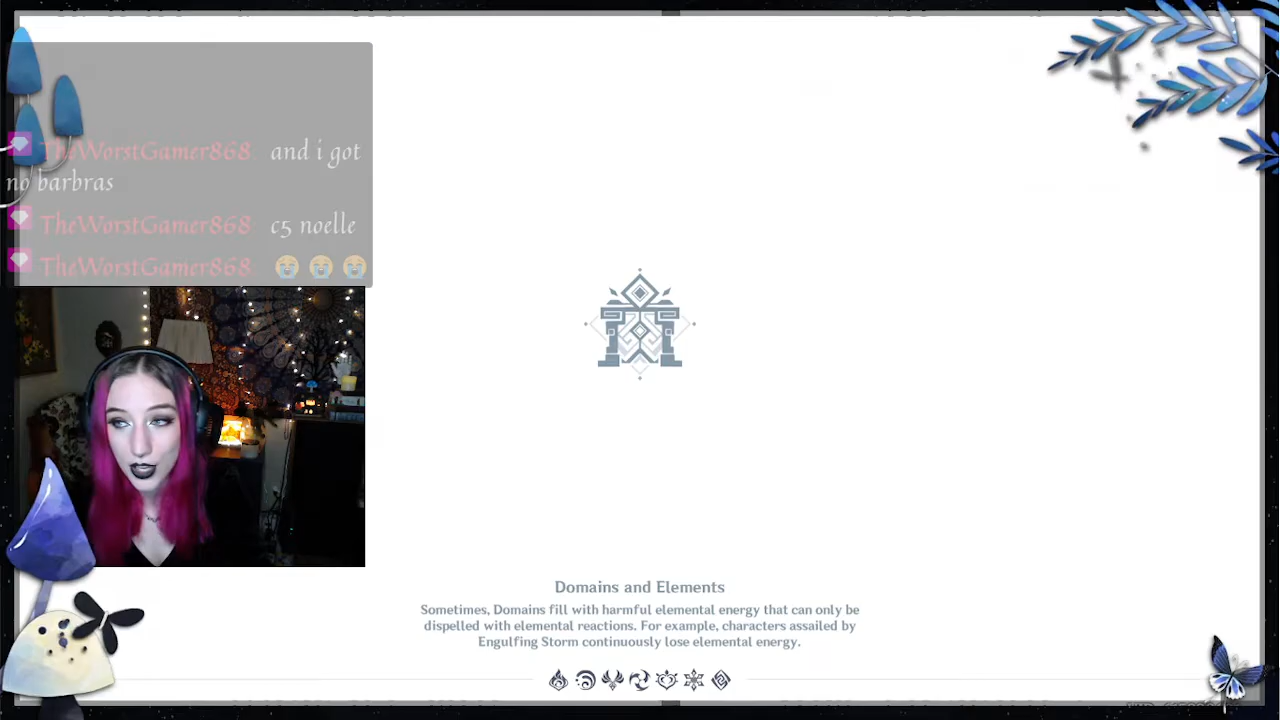 TheWorstGamer868 and i got
no barbras
TheWorstGamer868 c5 noelle
TheWorstGamer868 😭 😭 😭
Domains and Elements
Sometimes, Domains fill with harmful elemental energy that can only be
dispelled with elemental reactions. For example, characters assailed by
Engulfing Storm continuously lose elemental energy.